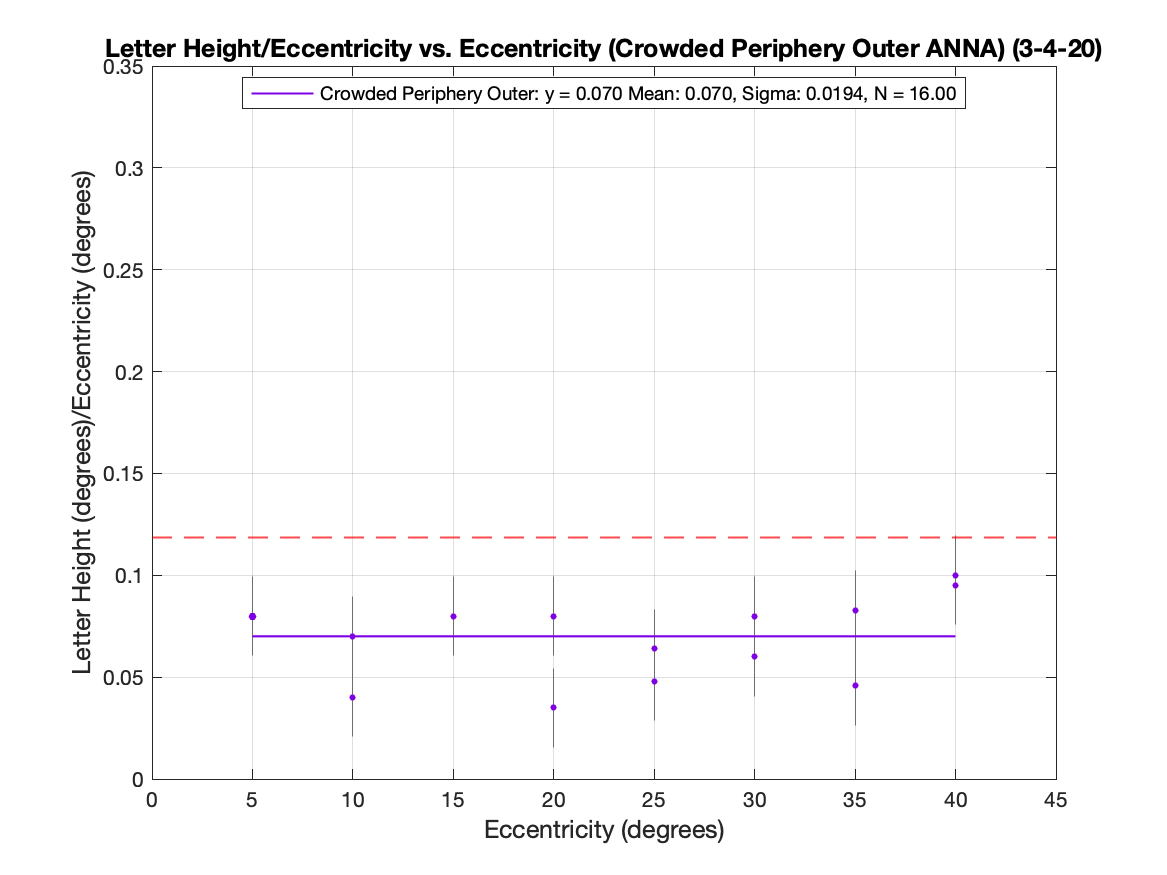 Letter Height/Eccentricity vs. Eccentricity (Crowded Periphery Outer ANNA) (3-4-20)
Crowded Periphery Outer: y = 0.070 Mean: 0.070, Sigma: 0.0194, N = 16.00
Letter Height (degrees)/Eccentricity (degrees)
0.35
0.3
0.25
0.2
0.15
0.1
0.05
0
0 5 10 15 20 25 30 35 40 45
Eccentricity (degrees)